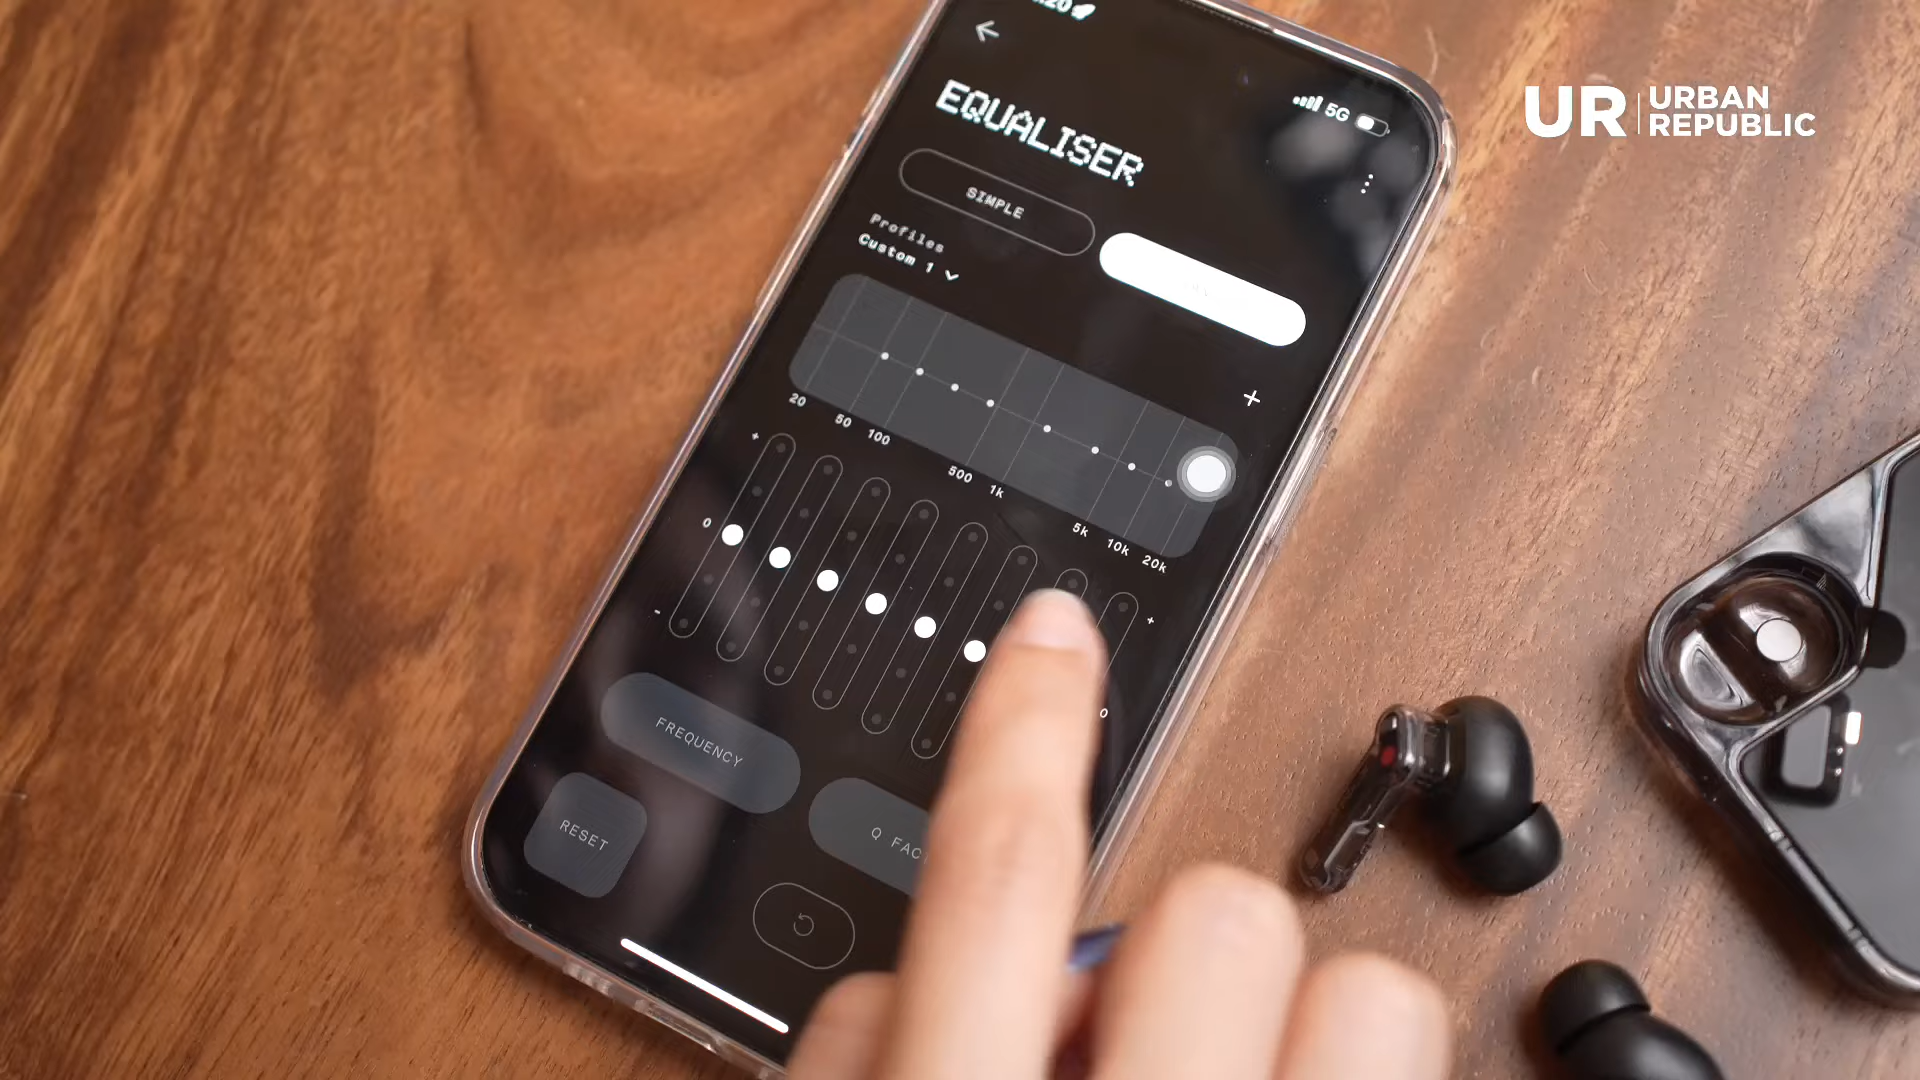 UR | URBAN
REPUBLIC
5G
EQUALISER
SIMPLE
Profiles
Custom 1
20 50 100 500 1k 5k 10k 20k
+
+
0
-
0
FREQUENCY
Q FAC
RESET